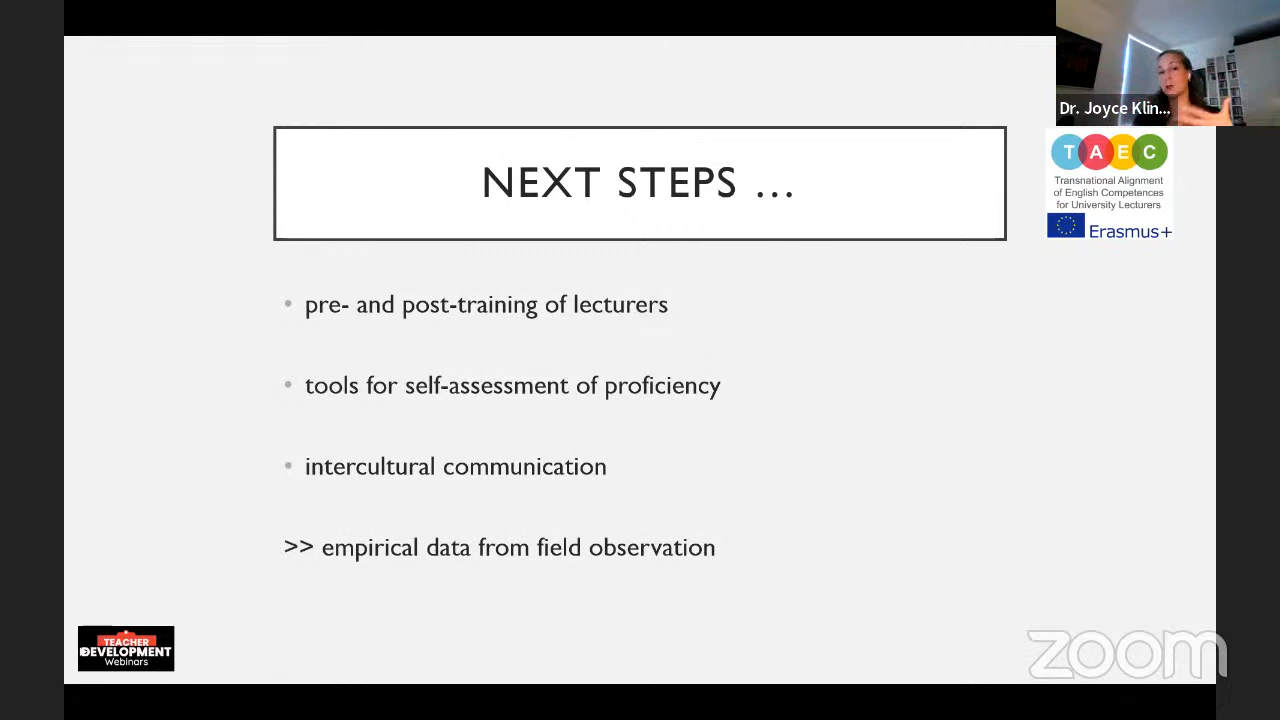 Dr. Joyce Klin...
T A E C
Transnational Alignment
of English Competences
for University Lecturers
Erasmus+
NEXT STEPS ...
• pre- and post-training of lecturers
• tools for self-assessment of proficiency
• intercultural communication
>> empirical data from field observation
TEACHER
DEVELOPMENT
Webinars
zoom